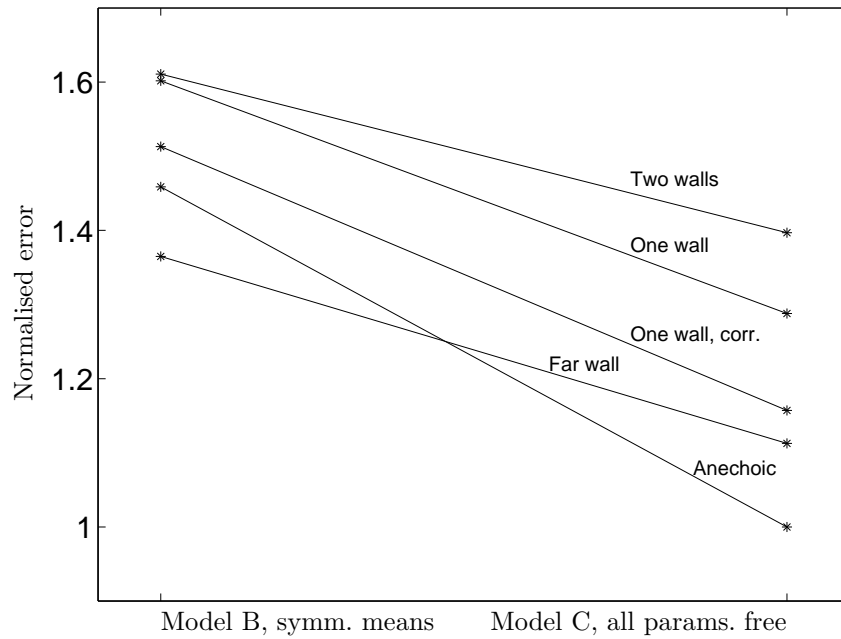 1.6
1.4
1.2
1
Normalised error
Two walls
One wall
One wall, corr.
Far wall
Anechoic
Model B, symm. means
Model C, all params. free